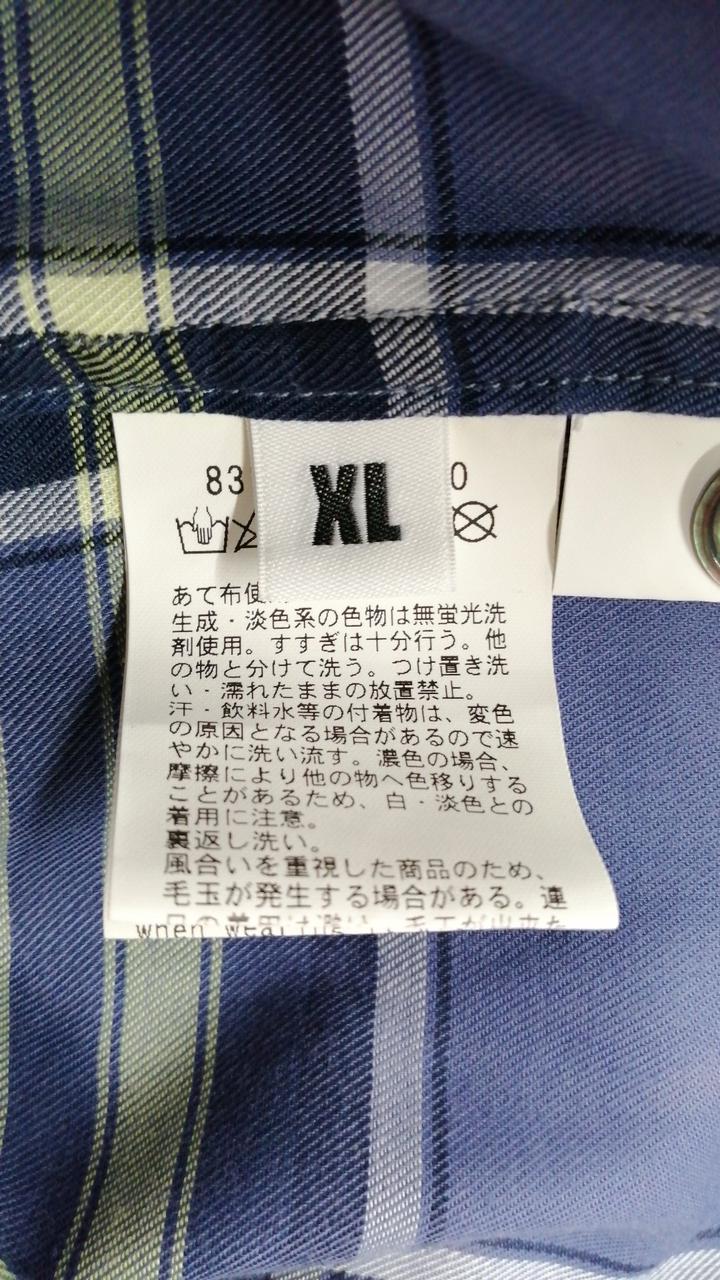 XL
83
0
あて布使
生成・淡色系の色物は無蛍光洗
剤使用。すすぎは十分行う。他
の物と分けて洗う。つけ置き洗
い・濡れたままの放置禁止。
汗・飲料水等の付着物は、変色
の原因となる場合があるので速
やかに洗い流す。濃色の場合、
摩擦により他の物へ色移りする
ことがあるため、白・淡色との
着用に注意。
裏返し洗い。
風合いを重視した商品のため、
毛玉が発生する場合がある。連